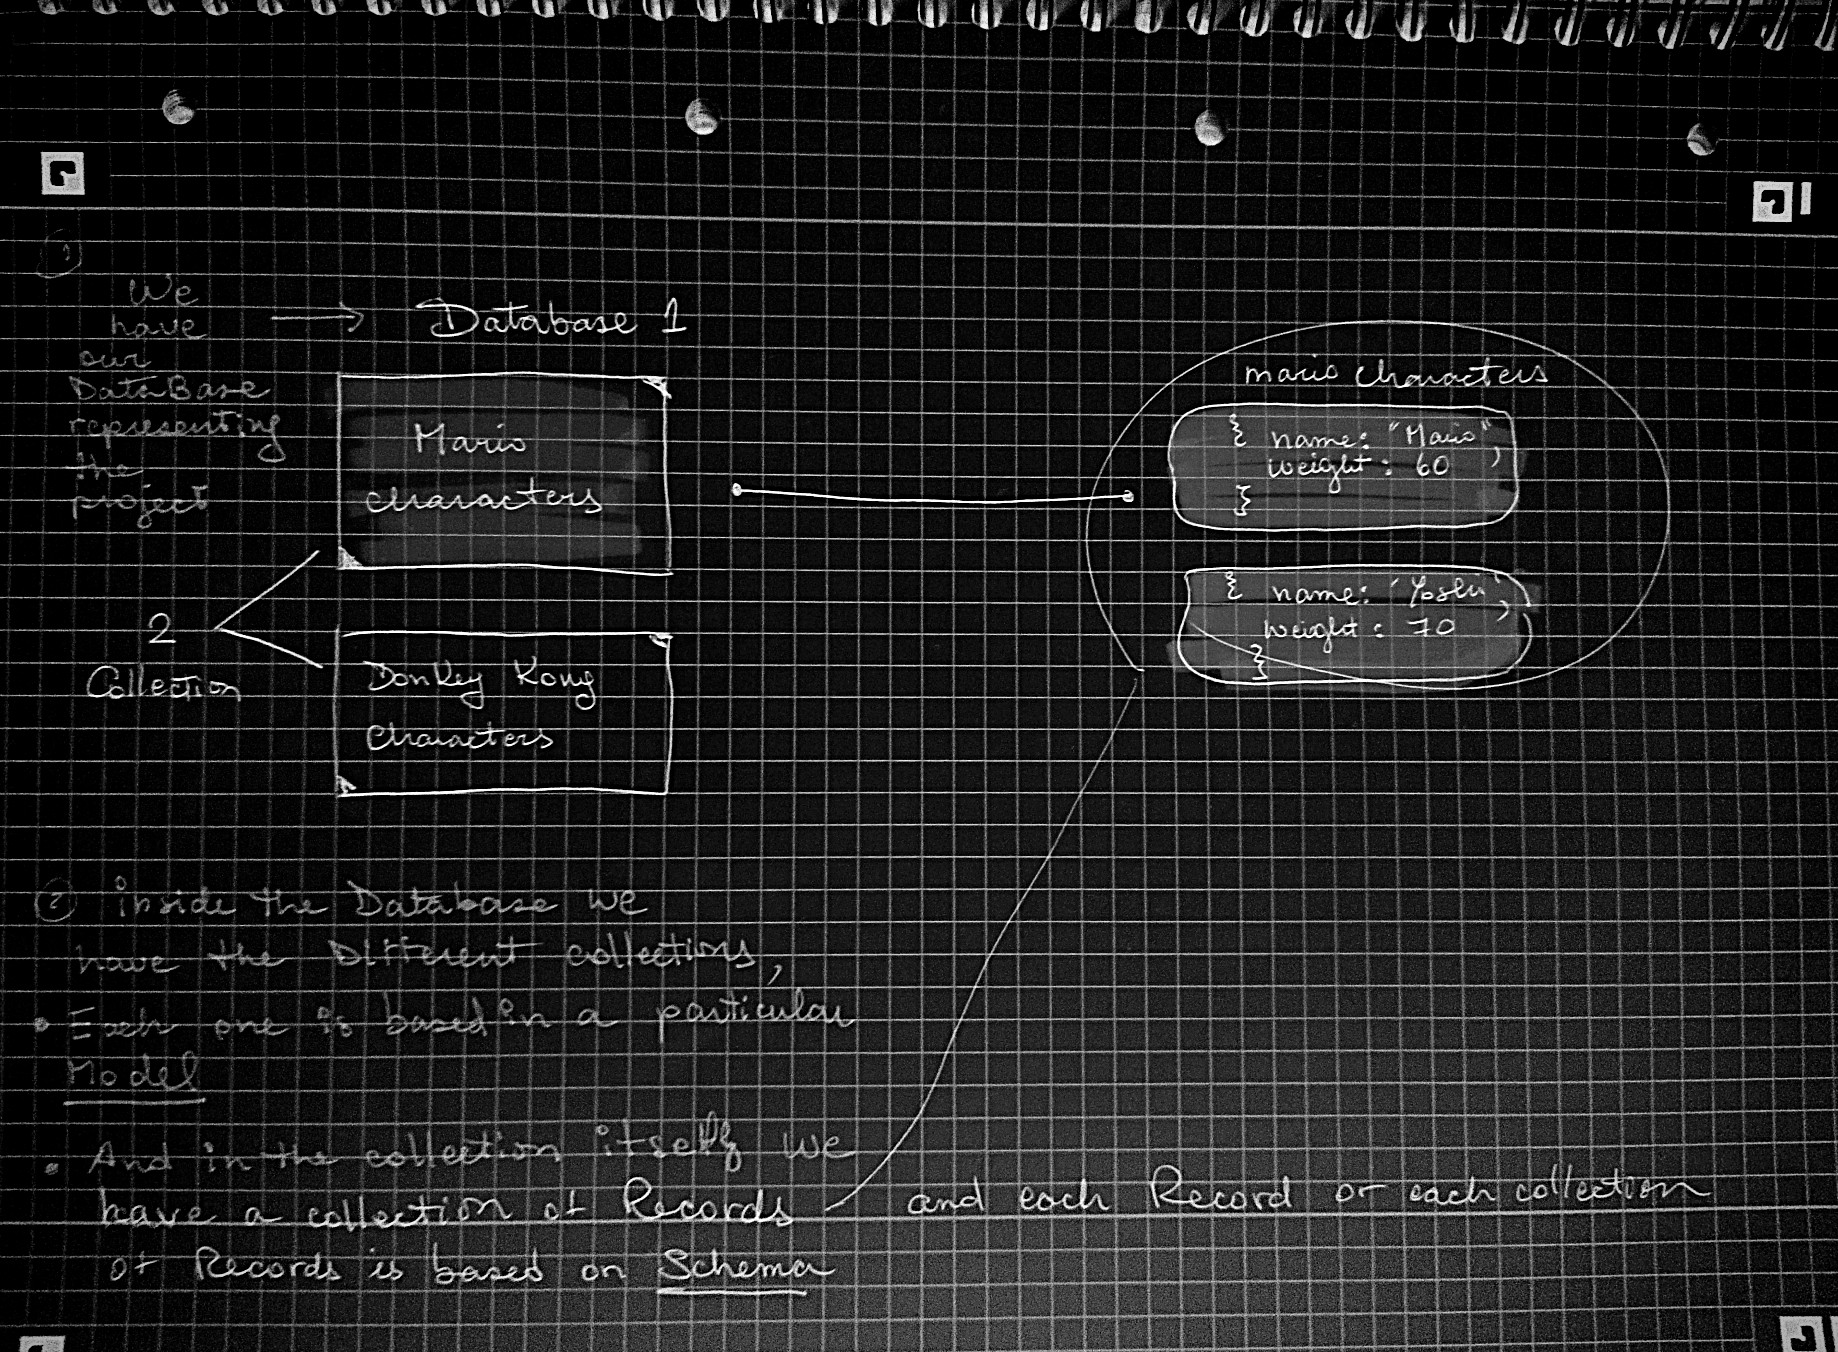 1
We
have
our
DataBase
representing
the
project
Database 1
Mario
characters
2
Collection
Donkey Kong
Characters
mario characters
{ name: "Mario",
weight: 60
}
{ name: 'Yoshi',
weight: 70
}
2 inside the Database we
have the Different collections,
• Each one is based in a particular
Model
• And in the collection itself we
have a collection of Records and each Record or each collection
of Records is based on Schema